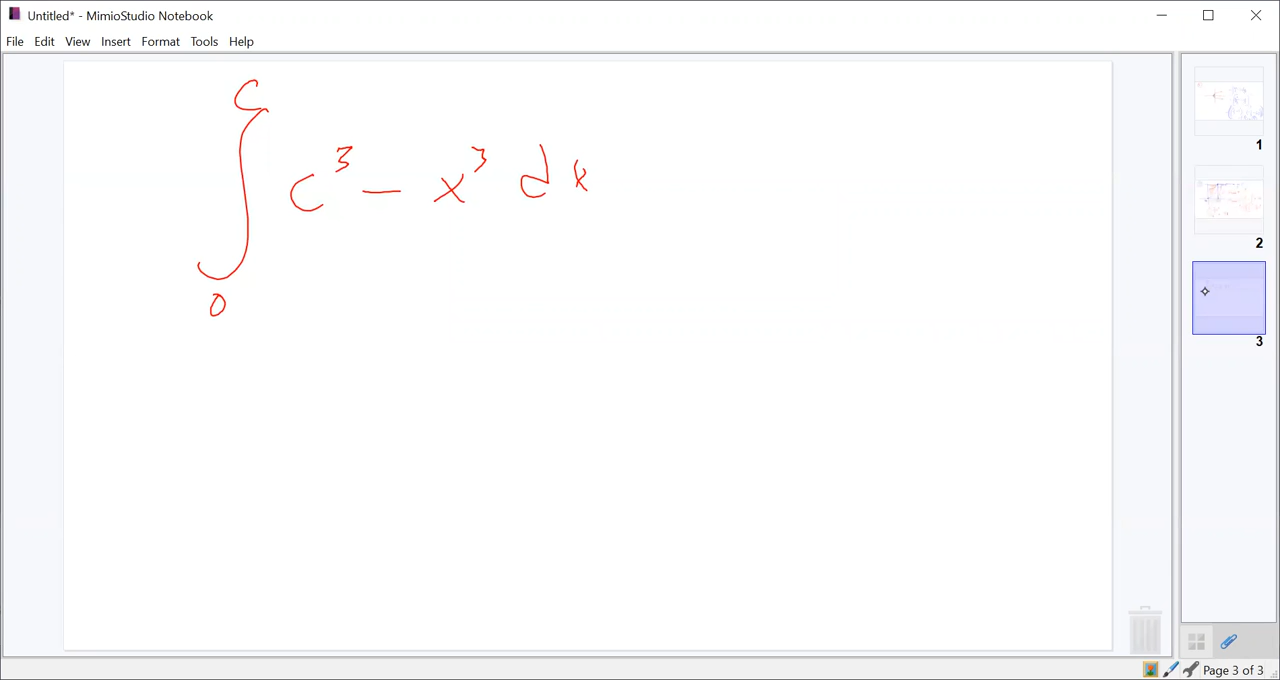 Untitled* - MimioStudio Notebook
File Edit View Insert Format Tools Help
∫₀ᶜ c³ − x³ dx
1
2
3
Page 3 of 3